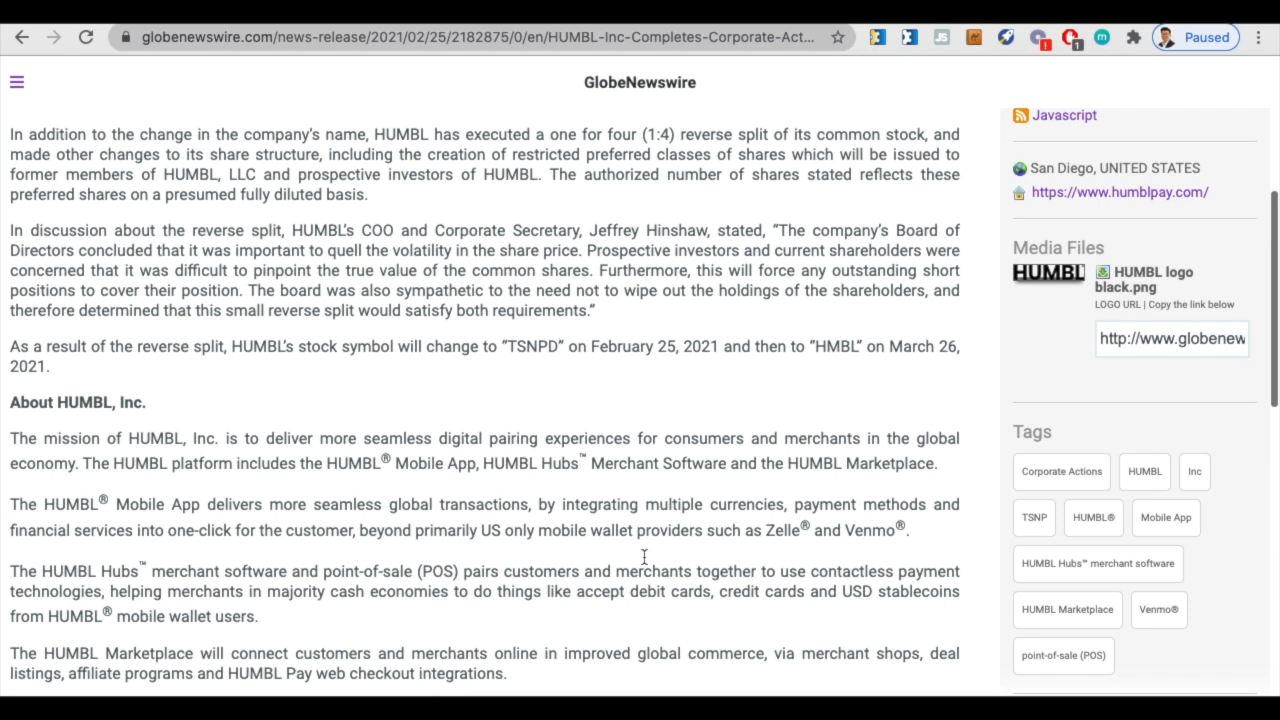 globenewswire.com/news-release/2021/02/25/2182875/0/en/HUMBL-Inc-Completes-Corporate-Act...
Paused
GlobeNewswire
In addition to the change in the company's name, HUMBL has executed a one for four (1:4) reverse split of its common stock, and
made other changes to its share structure, including the creation of restricted preferred classes of shares which will be issued to
former members of HUMBL, LLC and prospective investors of HUMBL. The authorized number of shares stated reflects these
preferred shares on a presumed fully diluted basis.
In discussion about the reverse split, HUMBL's COO and Corporate Secretary, Jeffrey Hinshaw, stated, "The company's Board of
Directors concluded that it was important to quell the volatility in the share price. Prospective investors and current shareholders were
concerned that it was difficult to pinpoint the true value of the common shares. Furthermore, this will force any outstanding short
positions to cover their position. The board was also sympathetic to the need not to wipe out the holdings of the shareholders, and
therefore determined that this small reverse split would satisfy both requirements."
As a result of the reverse split, HUMBL's stock symbol will change to "TSNPD" on February 25, 2021 and then to "HMBL" on March 26,
2021.
About HUMBL, Inc.
The mission of HUMBL, Inc. is to deliver more seamless digital pairing experiences for consumers and merchants in the global
economy. The HUMBL platform includes the HUMBL® Mobile App, HUMBL Hubs™ Merchant Software and the HUMBL Marketplace.
The HUMBL® Mobile App delivers more seamless global transactions, by integrating multiple currencies, payment methods and
financial services into one-click for the customer, beyond primarily US only mobile wallet providers such as Zelle® and Venmo®.
The HUMBL Hubs™ merchant software and point-of-sale (POS) pairs customers and merchants together to use contactless payment
technologies, helping merchants in majority cash economies to do things like accept debit cards, credit cards and USD stablecoins
from HUMBL® mobile wallet users.
The HUMBL Marketplace will connect customers and merchants online in improved global commerce, via merchant shops, deal
listings, affiliate programs and HUMBL Pay web checkout integrations.
Javascript
San Diego, UNITED STATES
https://www.humblpay.com/
Media Files
HUMBL
HUMBL logo
black.png
LOGO URL | Copy the link below
http://www.globenew
Tags
Corporate Actions
HUMBL
Inc
TSNP
HUMBL®
Mobile App
HUMBL Hubs™ merchant software
HUMBL Marketplace
Venmo®
point-of-sale (POS)